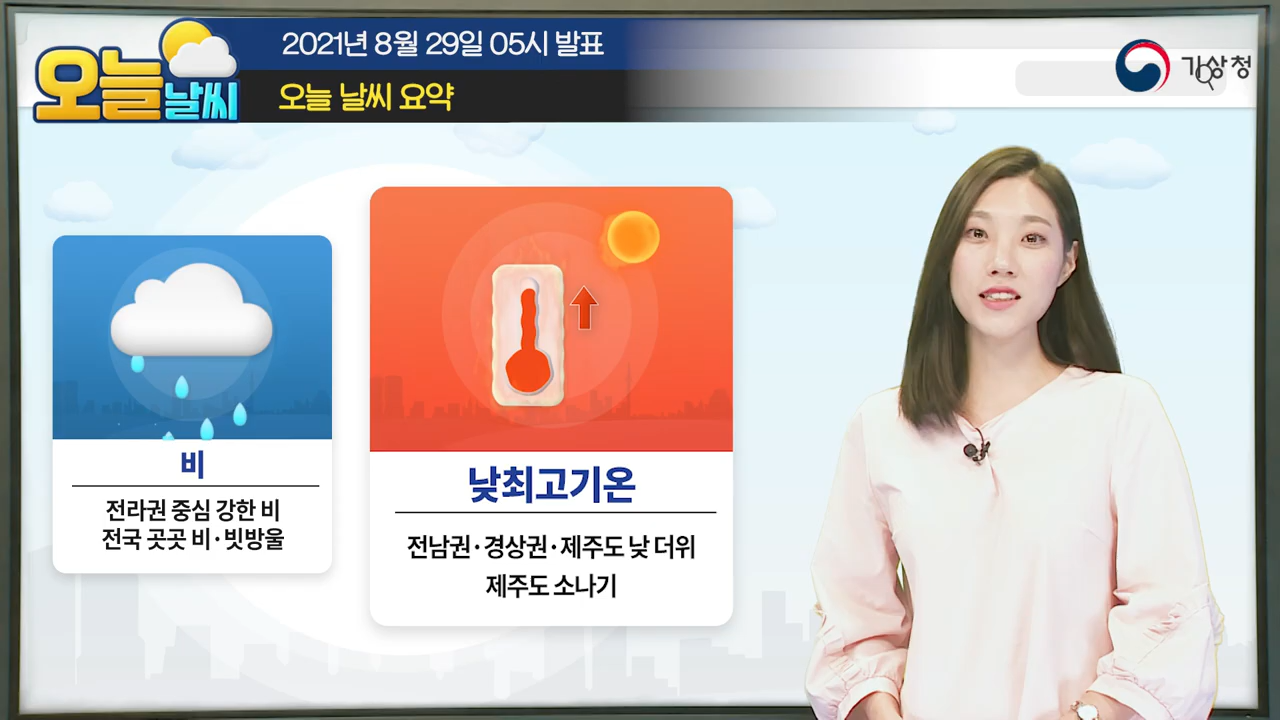 오늘
날씨
2021년 8월 29일 05시 발표
오늘 날씨 요약
기상청
비
전라권 중심 강한 비
전국 곳곳 비·빗방울
낮최고기온
전남권·경상권·제주도 낮 더위
제주도 소나기